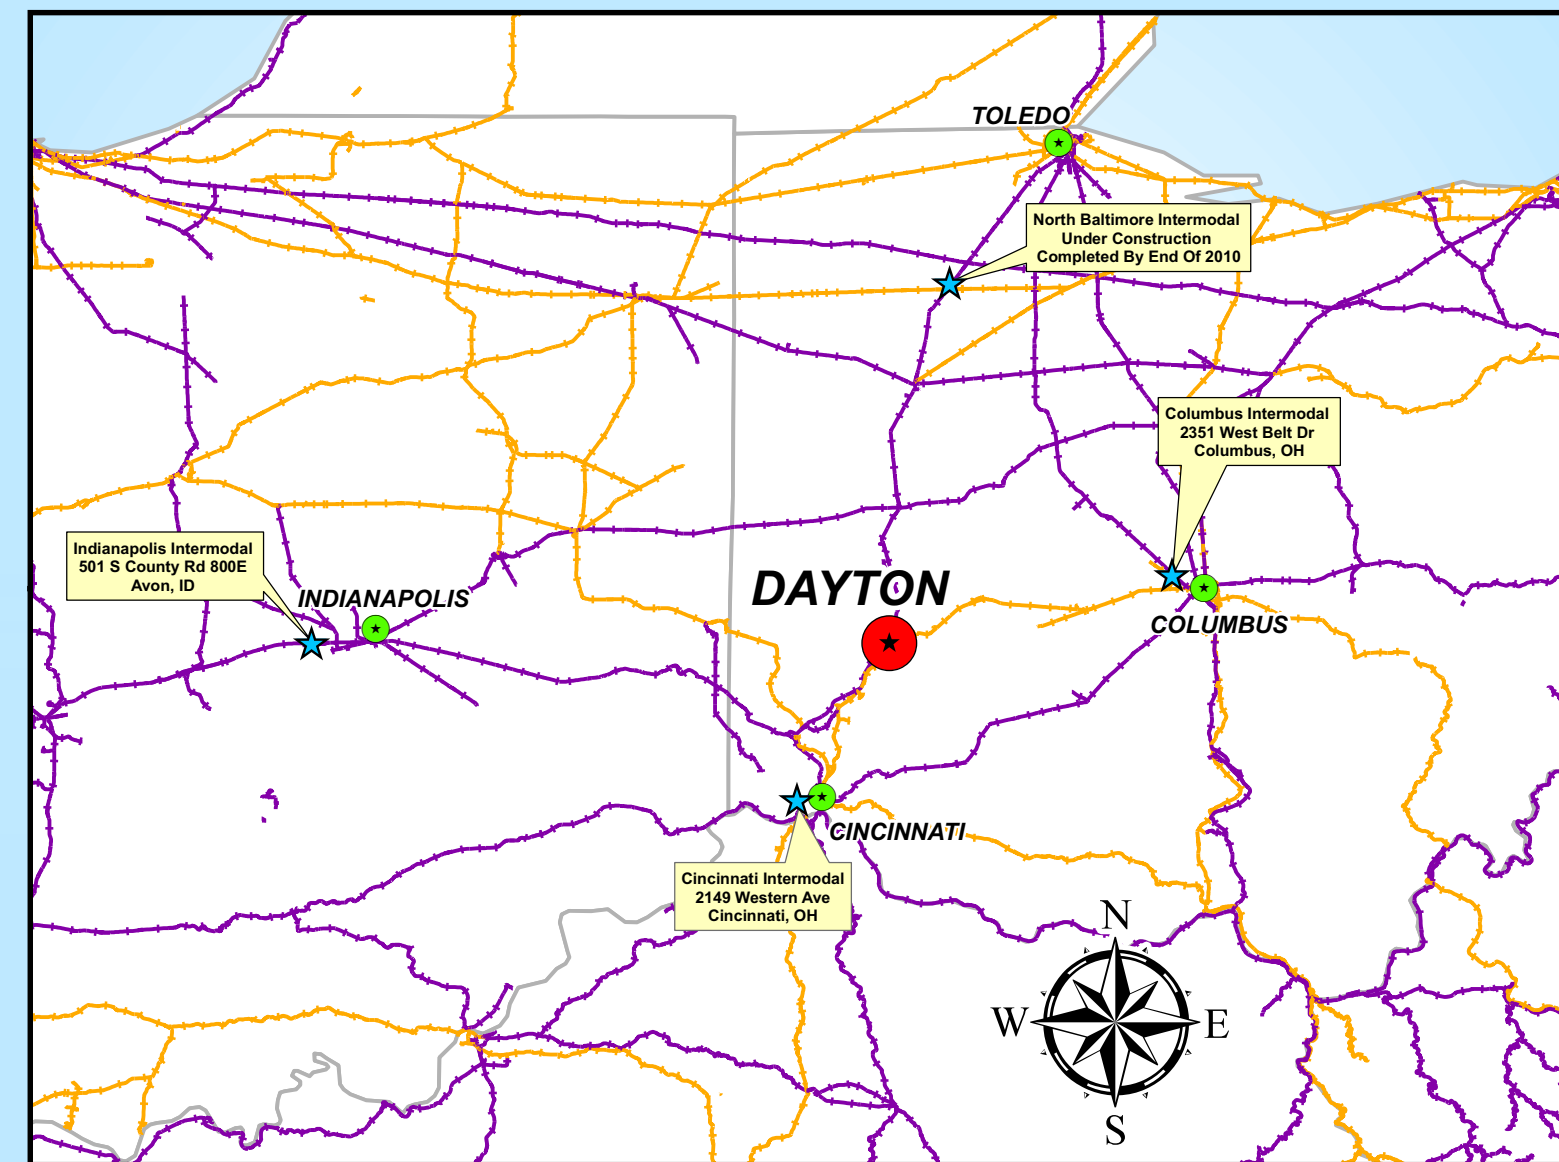 TOLEDO
North Baltimore Intermodal
Under Construction
Completed By End Of 2010
Columbus Intermodal
2351 West Belt Dr
Columbus, OH
Indianapolis Intermodal
501 S County Rd 800E
Avon, ID
INDIANAPOLIS
DAYTON
COLUMBUS
CINCINNATI
Cincinnati Intermodal
2149 Western Ave
Cincinnati, OH
N
W
E
S